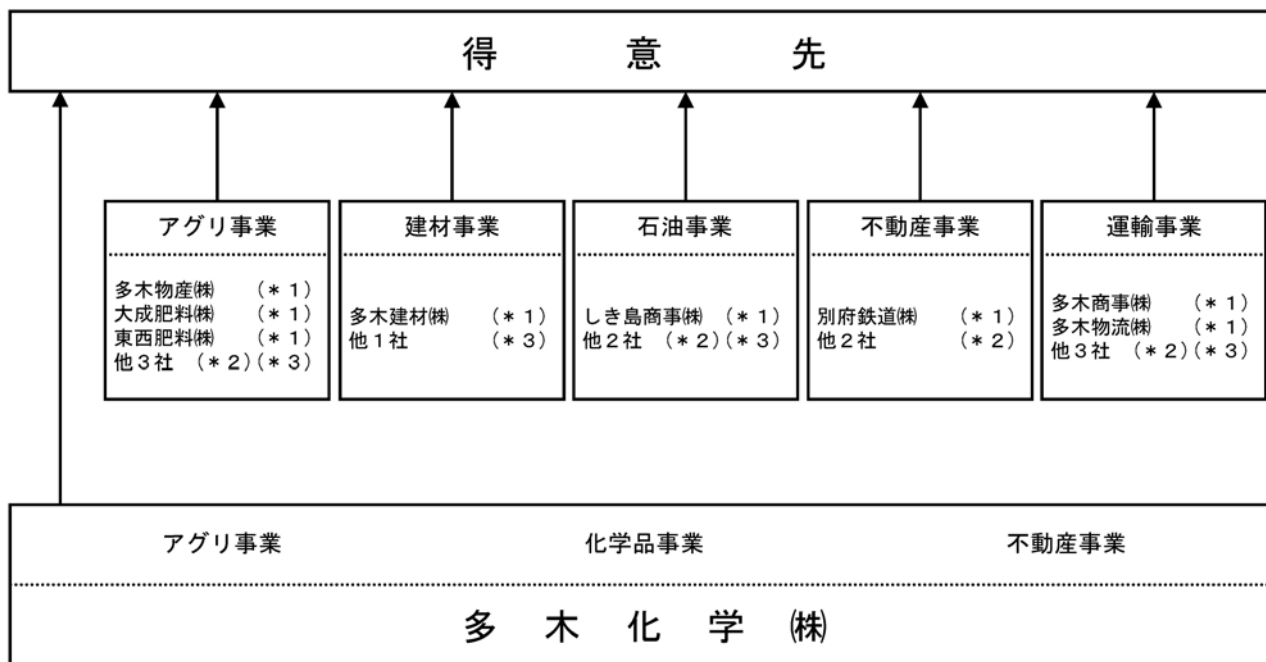 得意先
アグリ事業
多木物産㈱ (*1)
大成肥料㈱ (*1)
東西肥料㈱ (*1)
他3社 (*2)(*3)
建材事業
多木建材㈱ (*1)
他1社 (*3)
石油事業
しき島商事㈱ (*1)
他2社 (*2)(*3)
不動産事業
別府鉄道㈱ (*1)
他2社 (*2)
運輸事業
多木商事㈱ (*1)
多木物流㈱ (*1)
他3社 (*2)(*3)
アグリ事業 化学品事業 不動産事業
多木化学㈱